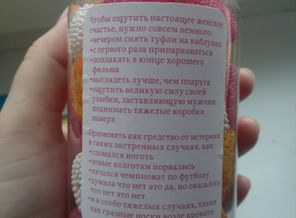 Чтобы ощутить настоящее женское
счастье, нужно совсем немного:
•вечером снять туфли на каблуках
•с первого раза припарковаться
•поплакать в конце хорошего
фильма
•выглядеть лучше, чем подруга
•ощутить великую силу своей
улыбки, заставляющую мужчин
поднимать тяжелые коробки
наверх
Применять как средство от истерики
в таких экстренных случаях, как:
•сломался ноготь
•новые колготки порвались
•начался чемпионат по футболу
•думала что нет это да, но оказалось
что нет это нет
•и в особо тяжелых случаях, таких
как грязные носки возле кровати